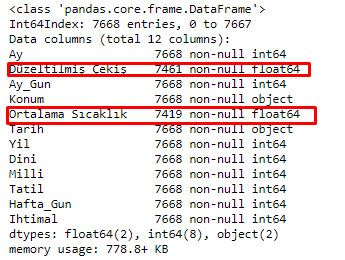 <class 'pandas.core.frame.DataFrame'>
Int64Index: 7668 entries, 0 to 7667
Data columns (total 12 columns):
Ay 7668 non-null int64
Düzeltilmiş Çekiş 7461 non-null float64
Ay_Gun 7668 non-null int64
Konum 7668 non-null object
Ortalama Sıcaklık 7419 non-null float64
Tarih 7668 non-null object
Yil 7668 non-null int64
Dini 7668 non-null int64
Milli 7668 non-null int64
Tatil 7668 non-null int64
Hafta_Gun 7668 non-null int64
Ihtimal 7668 non-null int64
dtypes: float64(2), int64(8), object(2)
memory usage: 778.8+ KB